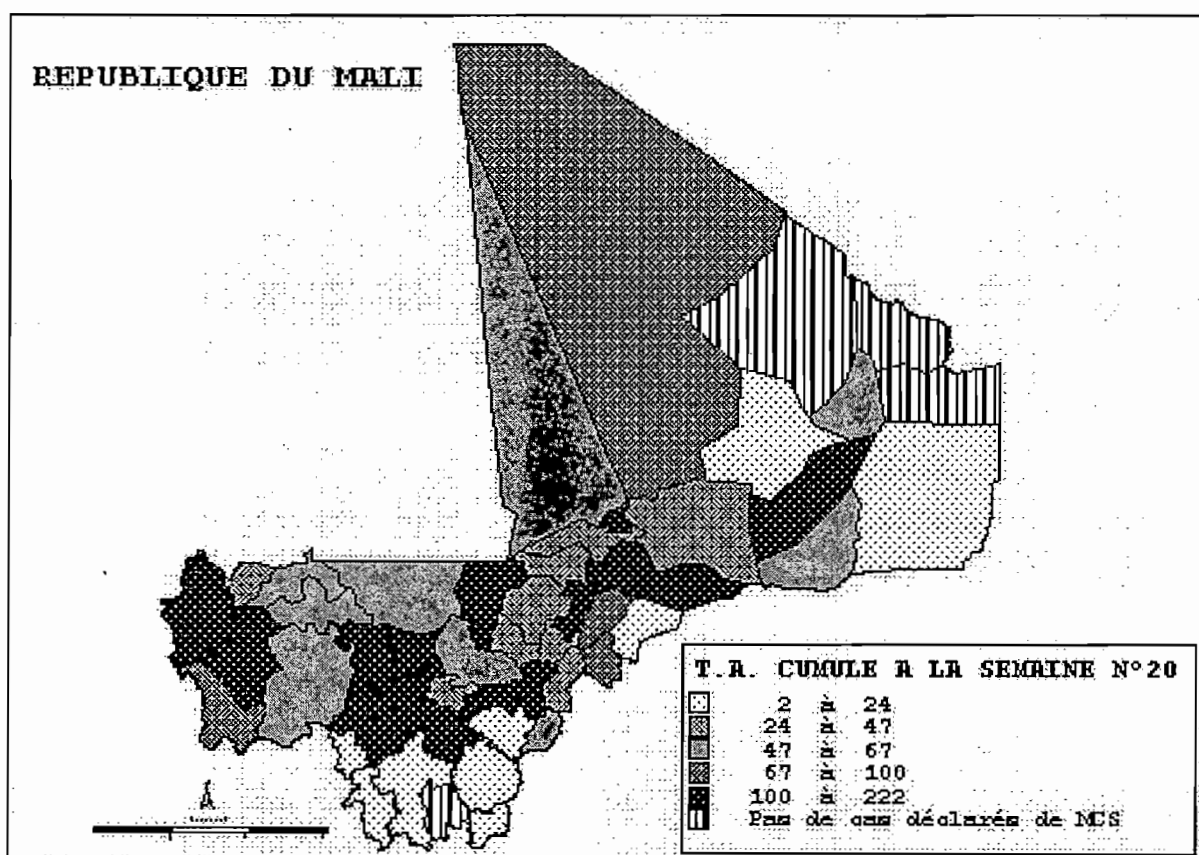 REPUBLIQUE DU MALI
T.A. CUMULE A LA SEMAINE N°20
2 à 24
24 à 47
47 à 67
67 à 100
100 à 222
Pas de cas déclarés de MCS